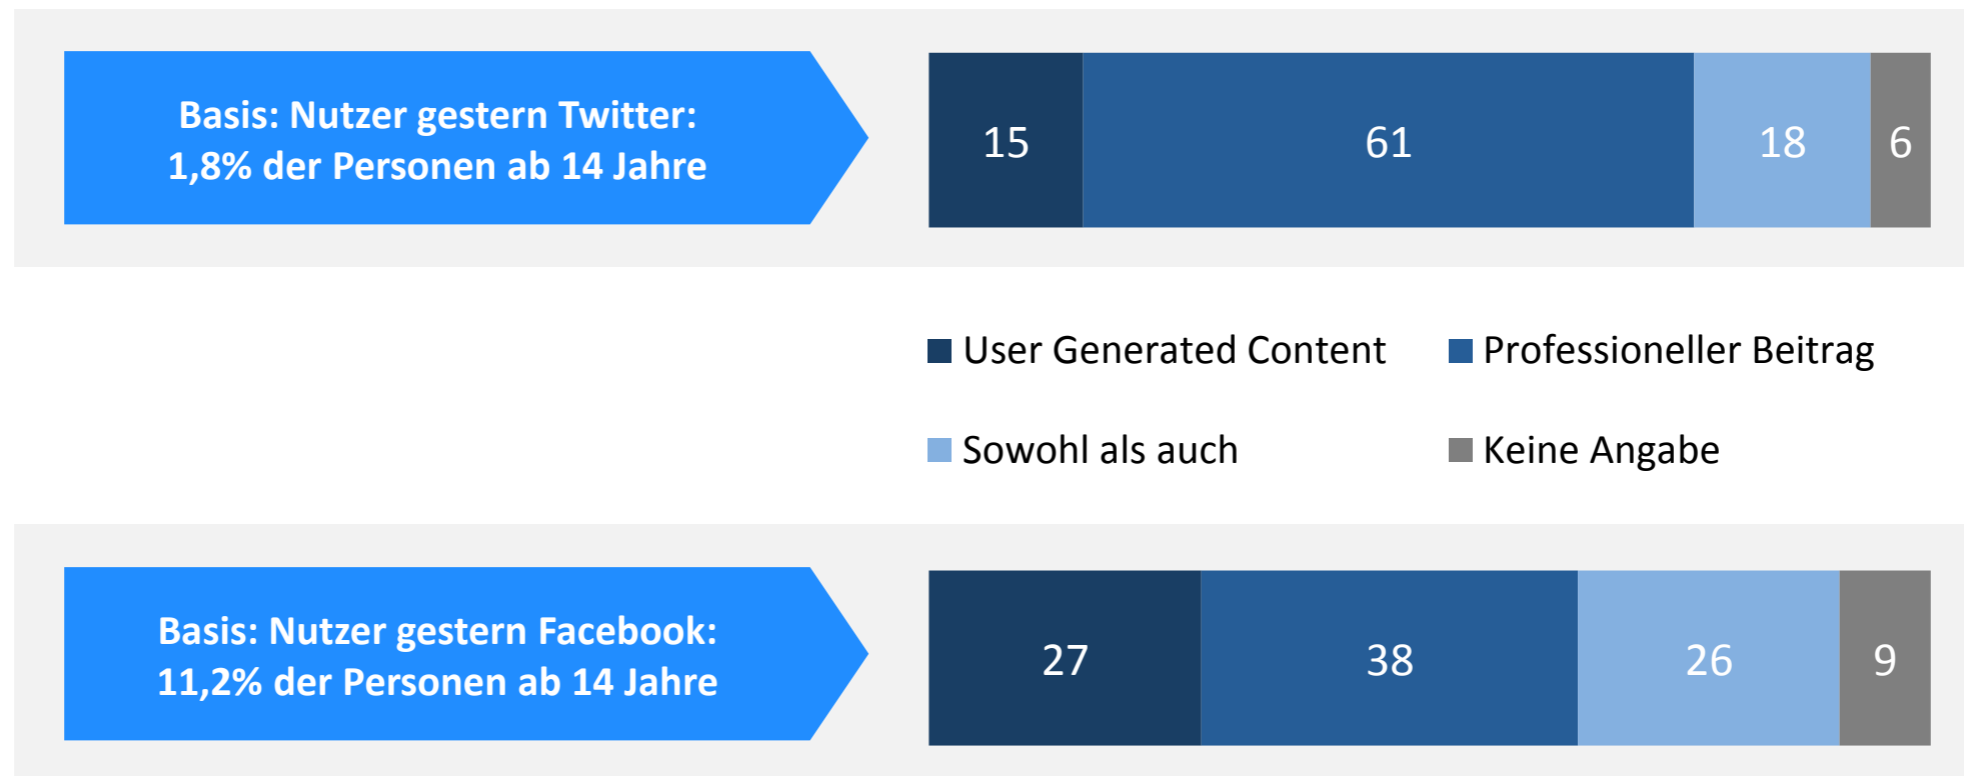 Basis: Nutzer gestern Twitter:
1,8% der Personen ab 14 Jahre
15 61 18 6
User Generated Content Professioneller Beitrag
Sowohl als auch Keine Angabe
Basis: Nutzer gestern Facebook:
11,2% der Personen ab 14 Jahre
27 38 26 9